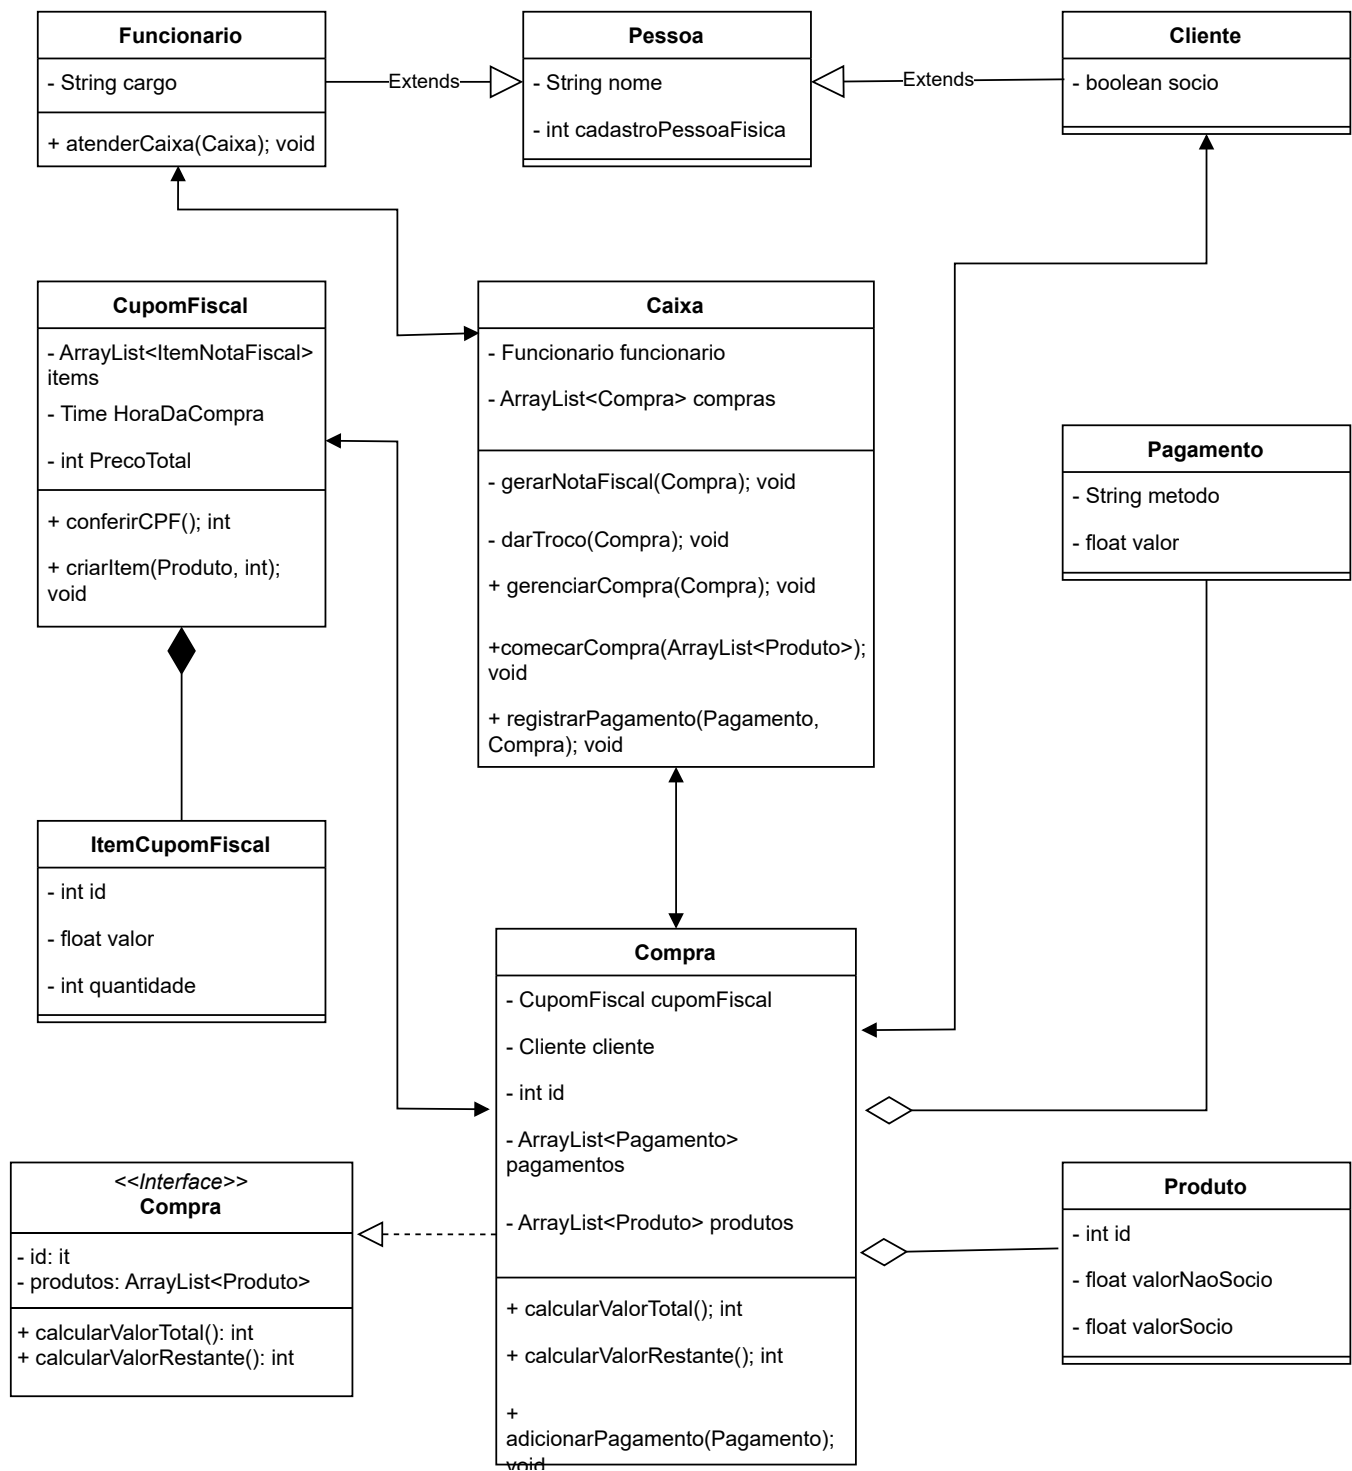 Funcionario
- String cargo
+ atenderCaixa(Caixa); void
Extends
Pessoa
- String nome
- int cadastroPessoaFisica
Extends
Cliente
- boolean socio
CupomFiscal
- ArrayList<ItemNotaFiscal>
items
- Time HoraDaCompra
- int PrecoTotal
+ conferirCPF(); int
+ criarItem(Produto, int);
void
Caixa
- Funcionario funcionario
- ArrayList<Compra> compras
- gerarNotaFiscal(Compra); void
- darTroco(Compra); void
+ gerenciarCompra(Compra); void
+comecarCompra(ArrayList<Produto>);
void
+ registrarPagamento(Pagamento,
Compra); void
Pagamento
- String metodo
- float valor
ItemCupomFiscal
- int id
- float valor
- int quantidade
Compra
- CupomFiscal cupomFiscal
- Cliente cliente
- int id
- ArrayList<Pagamento>
pagamentos
- ArrayList<Produto> produtos
+ calcularValorTotal(); int
+ calcularValorRestante(); int
+
adicionarPagamento(Pagamento);
void
<<Interface>>
Compra
- id: it
- produtos: ArrayList<Produto>
+ calcularValorTotal(): int
+ calcularValorRestante(): int
Produto
- int id
- float valorNaoSocio
- float valorSocio